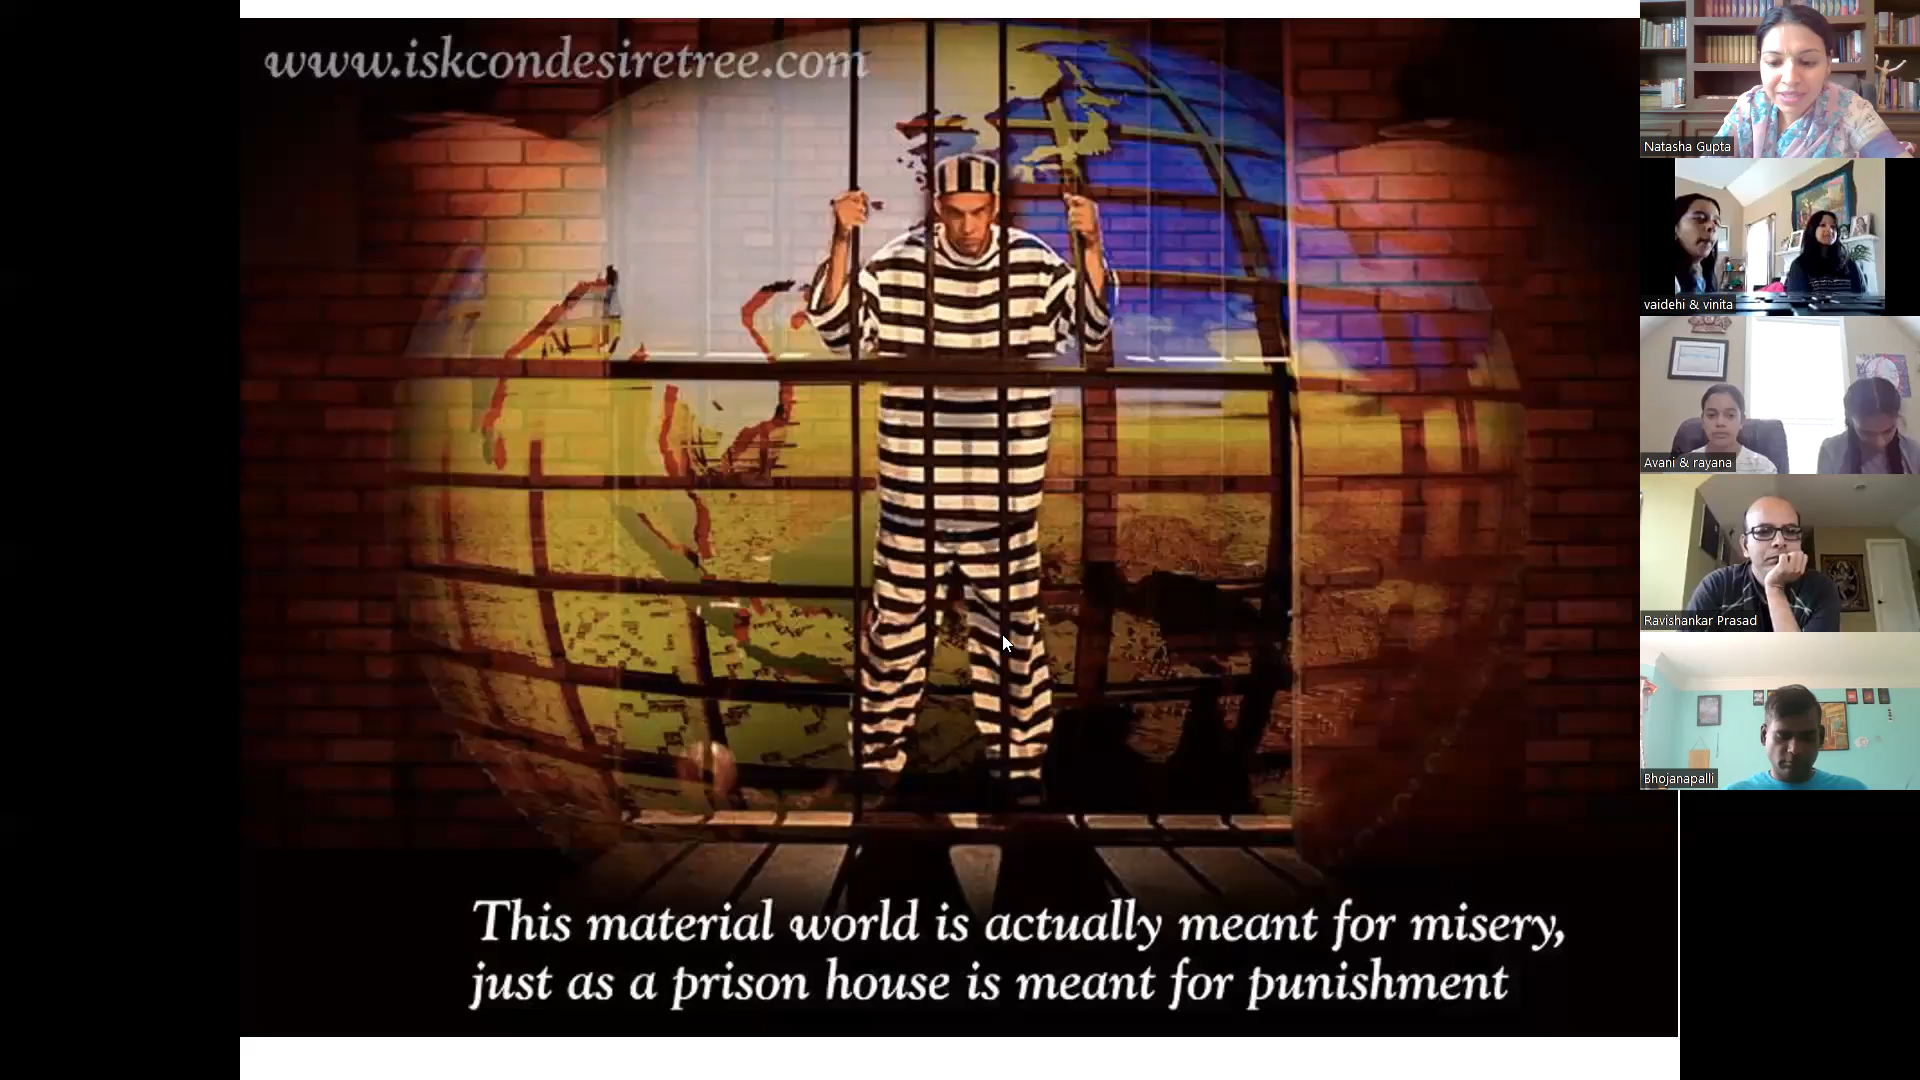 www.iskcondesiretree.com
This material world is actually meant for misery,
just as a prison house is meant for punishment
Natasha Gupta
vaidehi & vinita
Avani & rayana
Ravishankar Prasad
Bhojanapalli